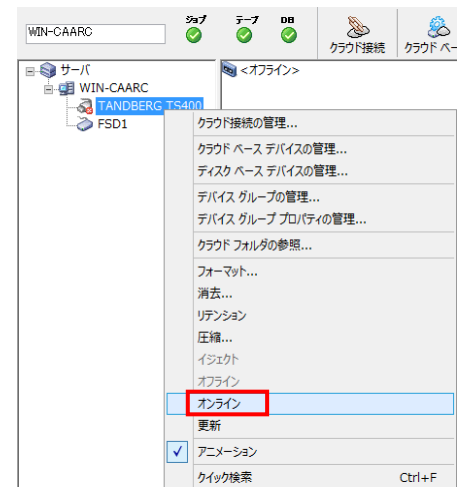 WIN-CAARC
ジョブ
テープ
DB
クラウド接続
クラウド ベー
サーバ
WIN-CAARC
TANDBERG TS400
FSD1
<オフライン>
クラウド接続の管理...
クラウド ベース デバイスの管理...
ディスク ベース デバイスの管理...
デバイス グループの管理...
デバイス グループ プロパティの管理...
クラウド フォルダの参照...
フォーマット...
消去...
リテンション
圧縮...
イジェクト
オフライン
オンライン
更新
アニメーション
クイック検索 Ctrl+F